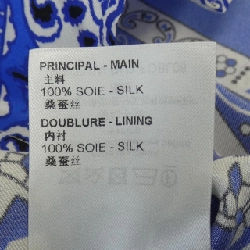 PRINCIPAL - MAIN
主料
100% SOIE - SILK
桑蚕丝
DOUBLURE - LINING
内衬
100% SOIE - SILK
桑蚕丝